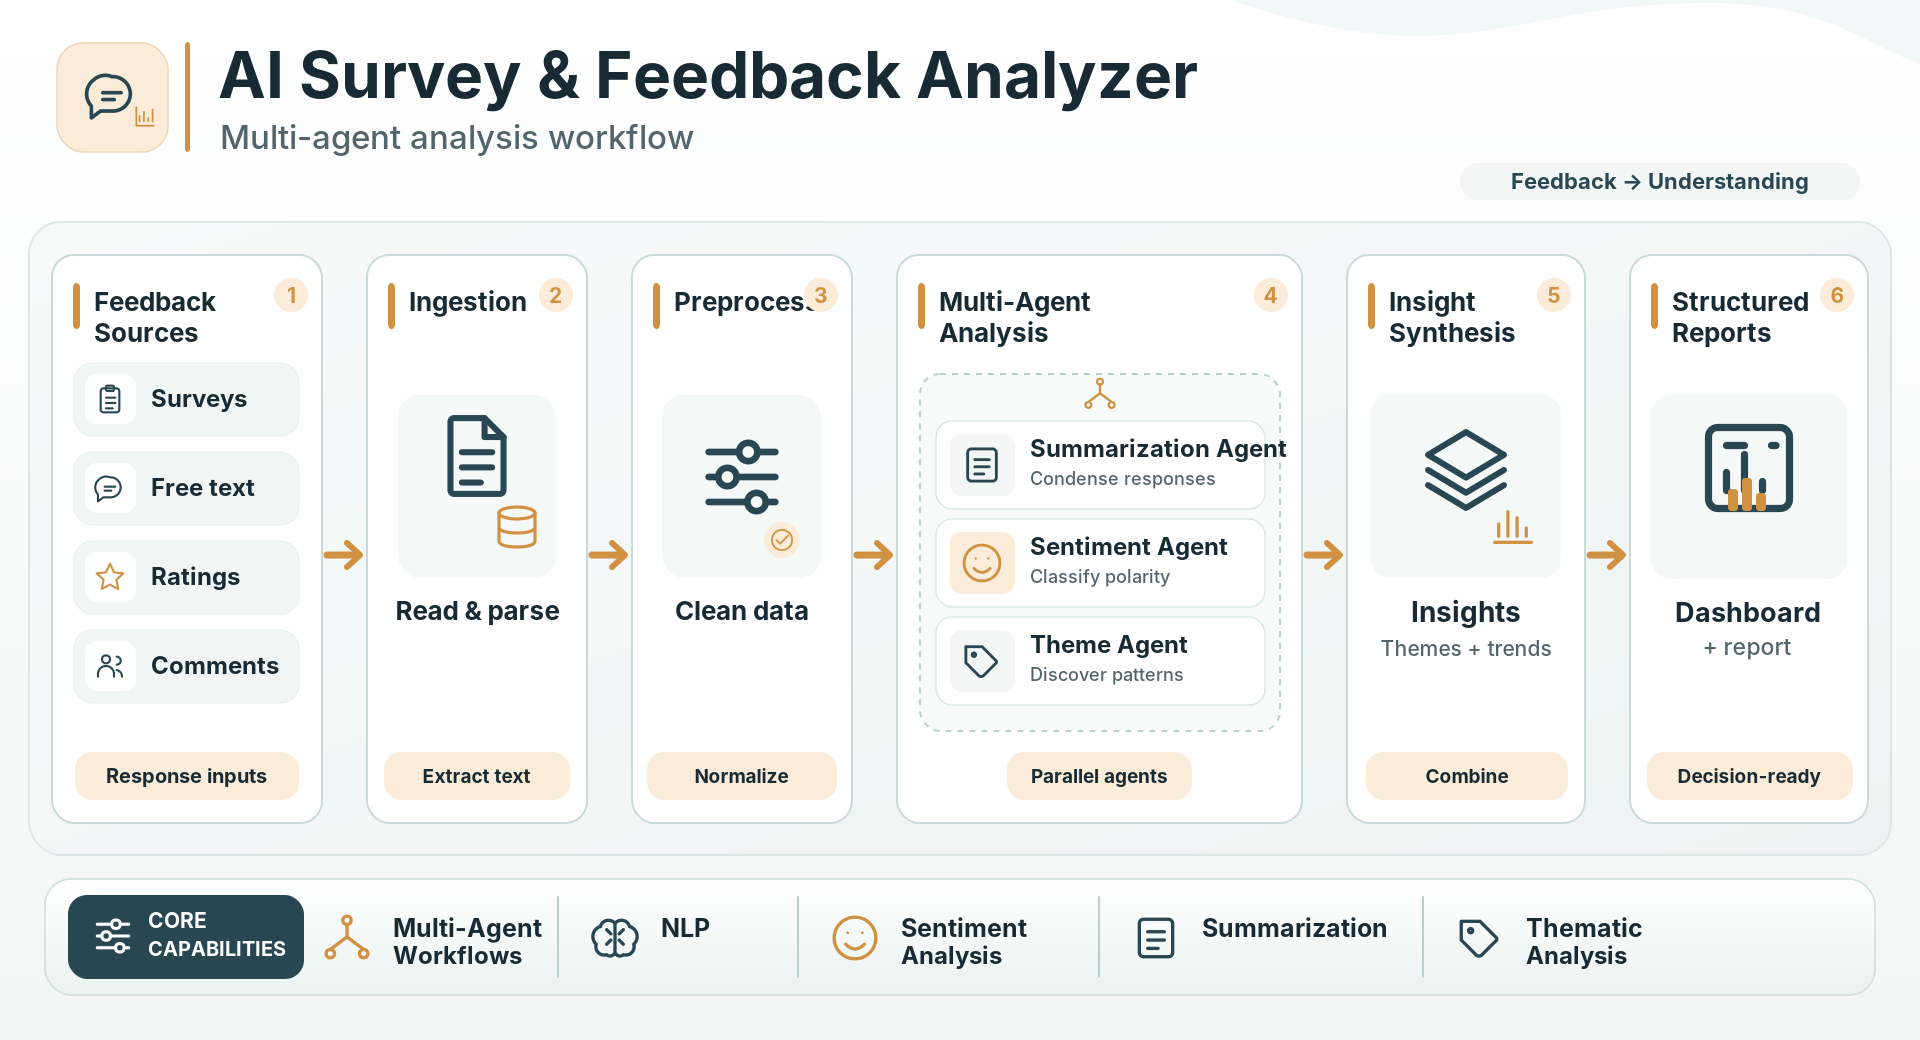 AI Survey & Feedback Analyzer
Multi-agent analysis workflow
Feedback → Understanding
Feedback
Sources
1
Surveys
Free text
Ratings
Comments
Response inputs
Ingestion
2
Read & parse
Extract text
Preprocess
3
Clean data
Normalize
Multi-Agent
Analysis
4
Summarization Agent
Condense responses
Sentiment Agent
Classify polarity
Theme Agent
Discover patterns
Parallel agents
Insight
Synthesis
5
Insights
Themes + trends
Combine
Structured
Reports
6
Dashboard
+ report
Decision-ready
CORE
CAPABILITIES
Multi-Agent
Workflows
NLP
Sentiment
Analysis
Summarization
Thematic
Analysis